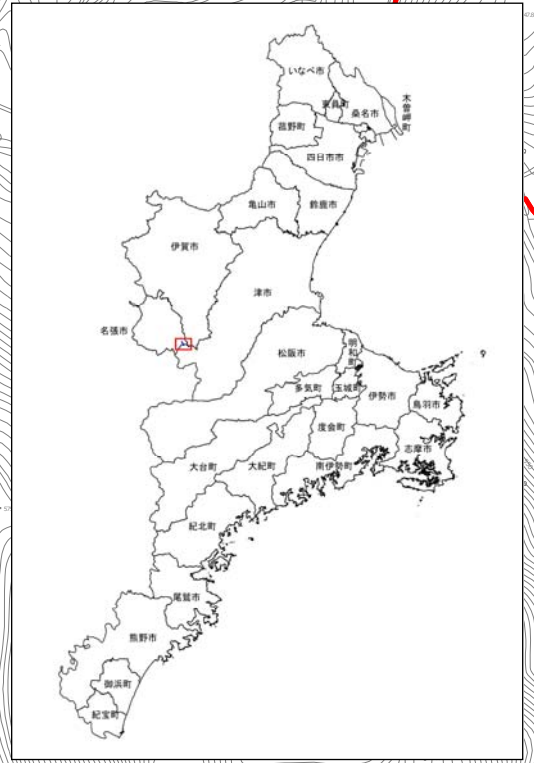 いなべ市
東員町
桑名市
木曽岬町
菰野町
四日市市
亀山市
鈴鹿市
伊賀市
津市
名張市
松阪市
明和町
多気町
玉城町
伊勢市
鳥羽市
度会町
志摩市
大台町
大紀町
南伊勢町
紀北町
尾鷲市
熊野市
御浜町
紀宝町